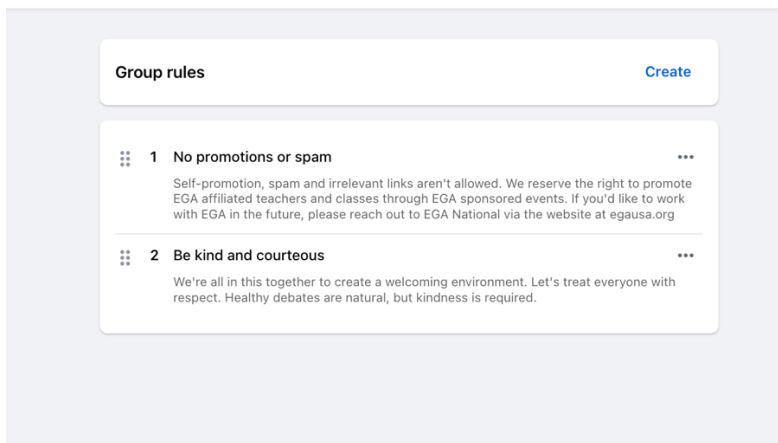 Group rules
Create
1 No promotions or spam
Self-promotion, spam and irrelevant links aren't allowed. We reserve the right to promote
EGA affiliated teachers and classes through EGA sponsored events. If you'd like to work
with EGA in the future, please reach out to EGA National via the website at egausa.org
2 Be kind and courteous
We're all in this together to create a welcoming environment. Let's treat everyone with
respect. Healthy debates are natural, but kindness is required.